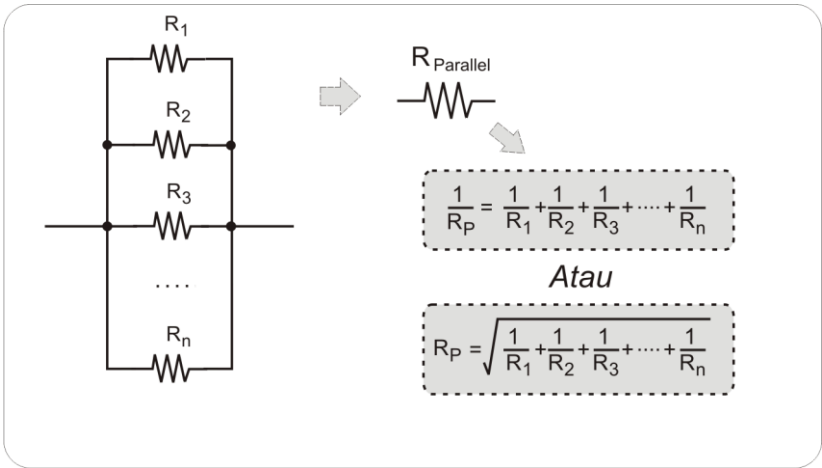 R1
R2
R3
....
Rn
R Parallel
1/RP = 1/R1 + 1/R2 + 1/R3 + ···· + 1/Rn
Atau
RP = √(1/R1 + 1/R2 + 1/R3 + ···· + 1/Rn)